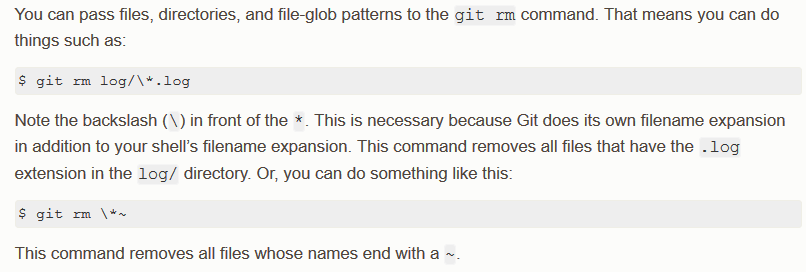 You can pass files, directories, and file-glob patterns to the git rm command. That means you can do
things such as:
$ git rm log/\*.log
Note the backslash (\) in front of the *. This is necessary because Git does its own filename expansion
in addition to your shell’s filename expansion. This command removes all files that have the .log
extension in the log/ directory. Or, you can do something like this:
$ git rm \*~
This command removes all files whose names end with a ~.